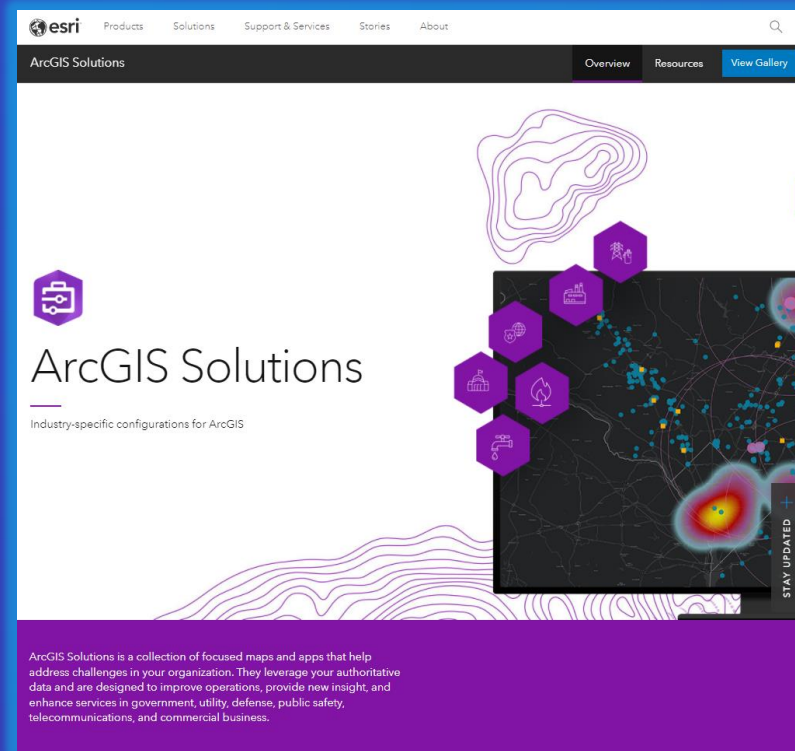 esri Products Solutions Support & Services Stories About
ArcGIS Solutions Overview Resources View Gallery
ArcGIS Solutions
Industry-specific configurations for ArcGIS
STAY UPDATED
ArcGIS Solutions is a collection of focused maps and apps that help
address challenges in your organization. They leverage your authoritative
data and are designed to improve operations, provide new insight, and
enhance services in government, utility, defense, public safety,
telecommunications, and commercial business.